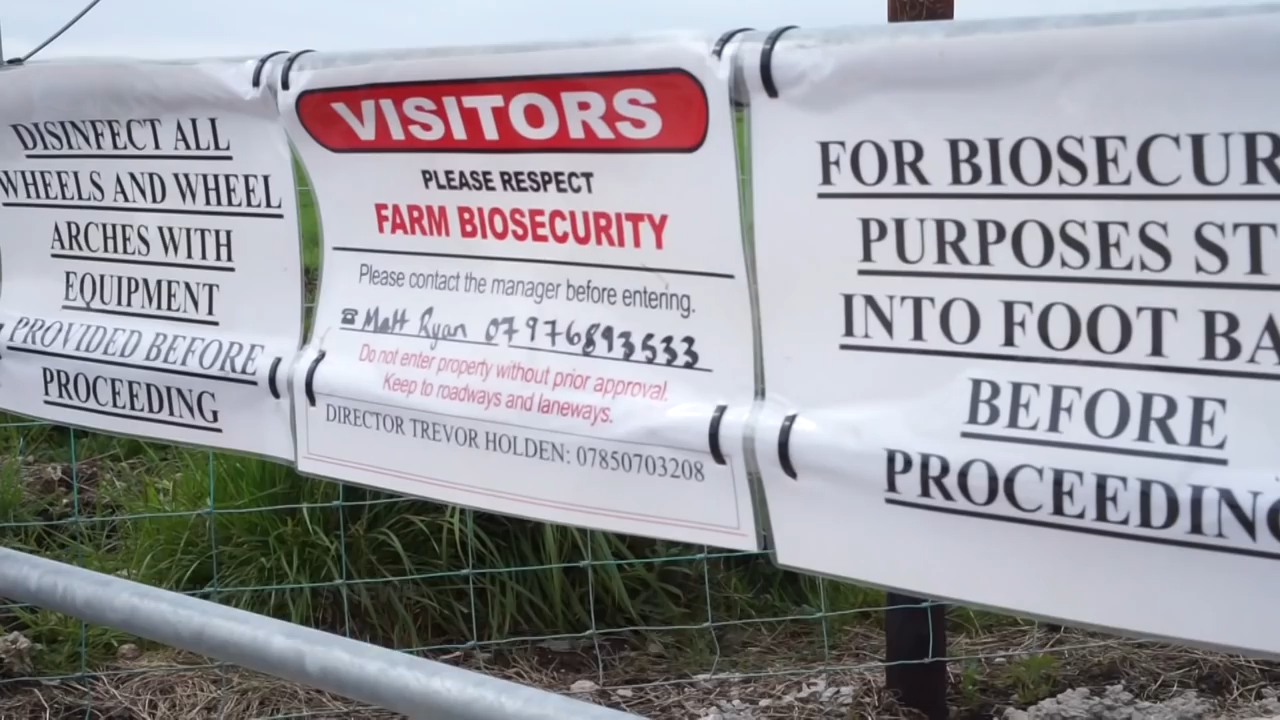 DISINFECT ALL
WHEELS AND WHEEL
ARCHES WITH
EQUIPMENT
PROVIDED BEFORE
PROCEEDING
VISITORS
PLEASE RESPECT
FARM BIOSECURITY
Please contact the manager before entering.
☎ Matt Ryan 07976893533
Do not enter property without prior approval.
Keep to roadways and laneways.
DIRECTOR TREVOR HOLDEN: 07850703208
FOR BIOSECUR
PURPOSES ST
INTO FOOT BA
BEFORE
PROCEEDING